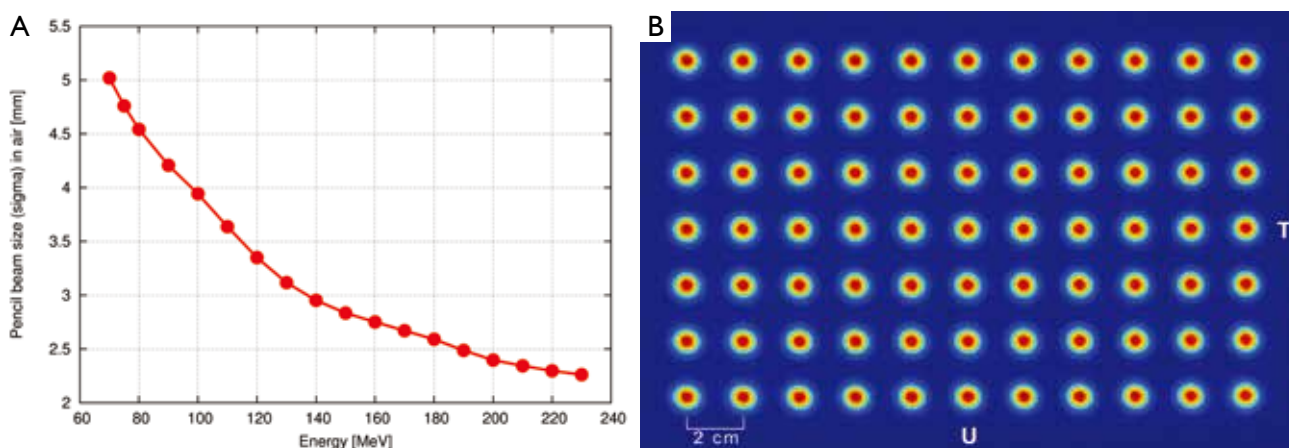 A
Pencil beam size (sigma) in air [mm]
5.5
5
4.5
4
3.5
3
2.5
2
60 80 100 120 140 160 180 200 220 240
Energy [MeV]
B
T
2 cm
U